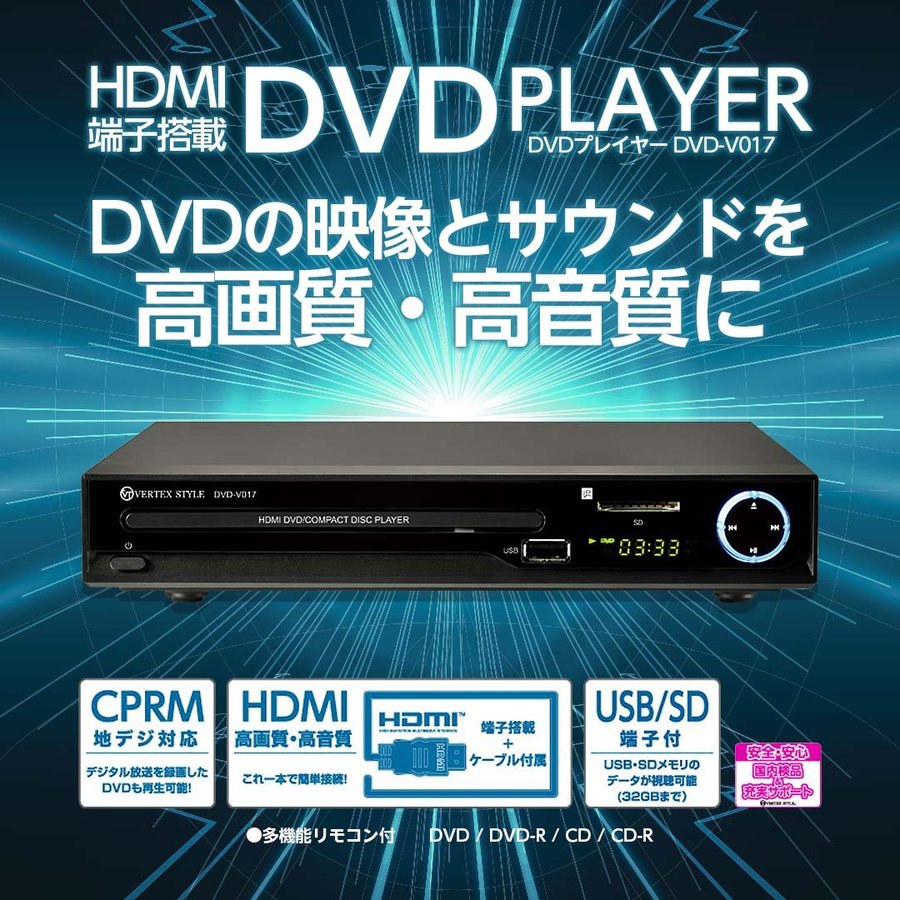 HDMI
端子搭載
DVD PLAYER
DVDプレイヤー DVD-V017
DVDの映像とサウンドを
高画質・高音質に
VERTEX STYLE DVD-V017
HDMI DVD/COMPACT DISC PLAYER
SD
USB
DVD 03:33
CPRM
地デジ対応
デジタル放送を録画した
DVDも再生可能!
HDMI
高画質・高音質
これ一本で簡単接続!
HDMI™
HIGH-DEFINITION MULTIMEDIA INTERFACE
HDMI
端子搭載
+
ケーブル付属
USB/SD
端子付
USB・SDメモリの
データが視聴可能
(32GBまで)
安全・安心
国内検品
&
充実サポート
VERTEX STYLE
●多機能リモコン付 DVD / DVD-R / CD / CD-R